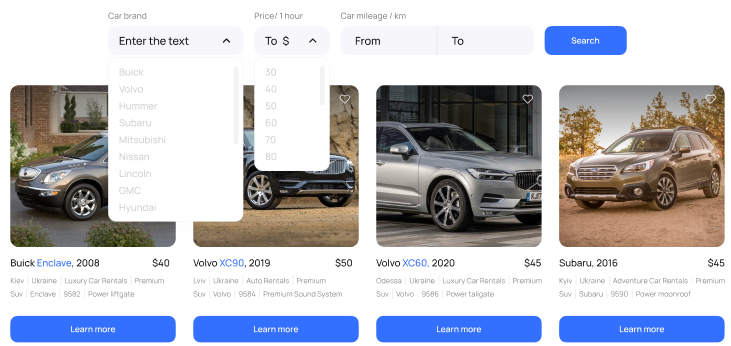 Car brand
Price/ 1 hour
Car mileage / km
Enter the text
To $
From
To
Search
Buick
Volvo
Hummer
Subaru
Mitsubishi
Nissan
Lincoln
GMC
Hyundai
30
40
50
60
70
80
Buick Enclave, 2008
$40
Kiev | Ukraine | Luxury Car Rentals | Premium
Suv | Enclave | 9582 | Power liftgate
Learn more
Volvo XC90, 2019
$50
Lviv | Ukraine | Auto Rentals | Premium
Suv | Volvo | 9584 | Premium Sound System
Learn more
Volvo XC60, 2020
$45
Odessa | Ukraine | Luxury Car Rentals | Premium
Suv | Volvo | 9586 | Power taligate
Learn more
Subaru, 2016
$45
Kyiv | Ukraine | Adventure Car Rentals | Premium
Suv | Subaru | 9590 | Power moonroof
Learn more